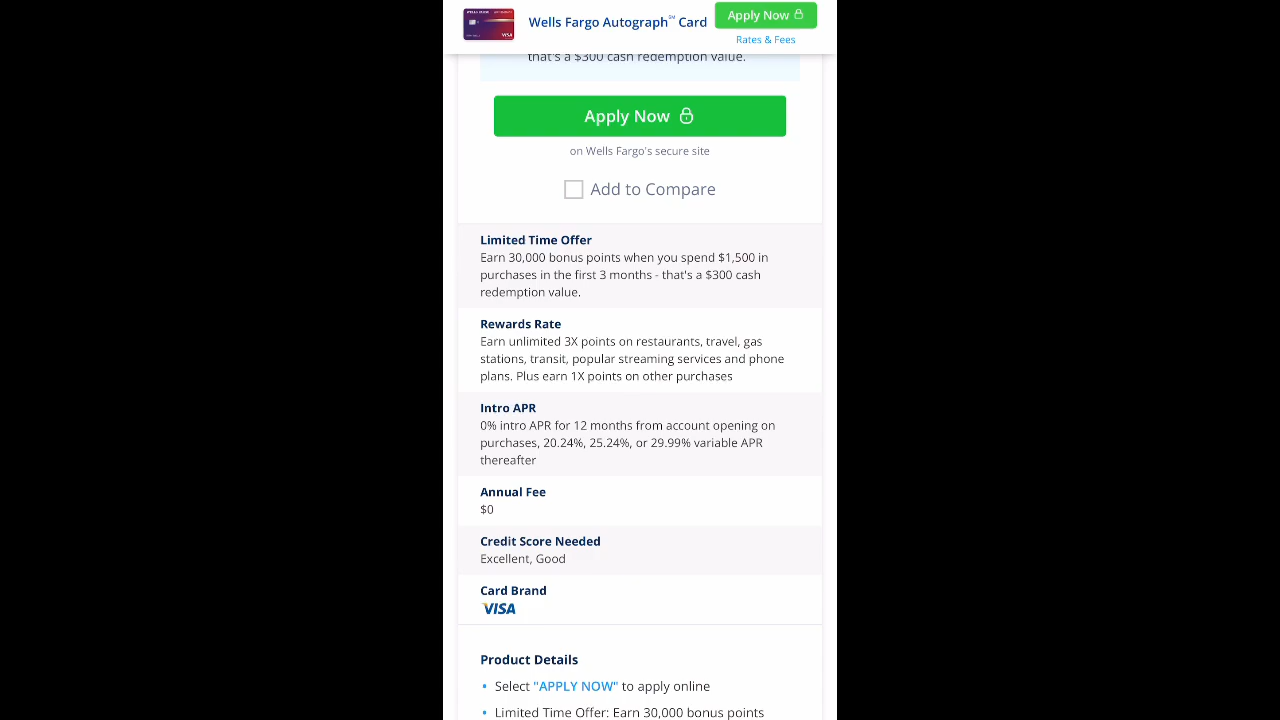 Wells Fargo Autograph℠ Card
Apply Now
Rates & Fees
that's a $300 cash redemption value.
Apply Now
on Wells Fargo's secure site
Add to Compare
Limited Time Offer
Earn 30,000 bonus points when you spend $1,500 in
purchases in the first 3 months - that's a $300 cash
redemption value.
Rewards Rate
Earn unlimited 3X points on restaurants, travel, gas
stations, transit, popular streaming services and phone
plans. Plus earn 1X points on other purchases
Intro APR
0% intro APR for 12 months from account opening on
purchases, 20.24%, 25.24%, or 29.99% variable APR
thereafter
Annual Fee
$0
Credit Score Needed
Excellent, Good
Card Brand
VISA
Product Details
• Select "APPLY NOW" to apply online
• Limited Time Offer: Earn 30,000 bonus points